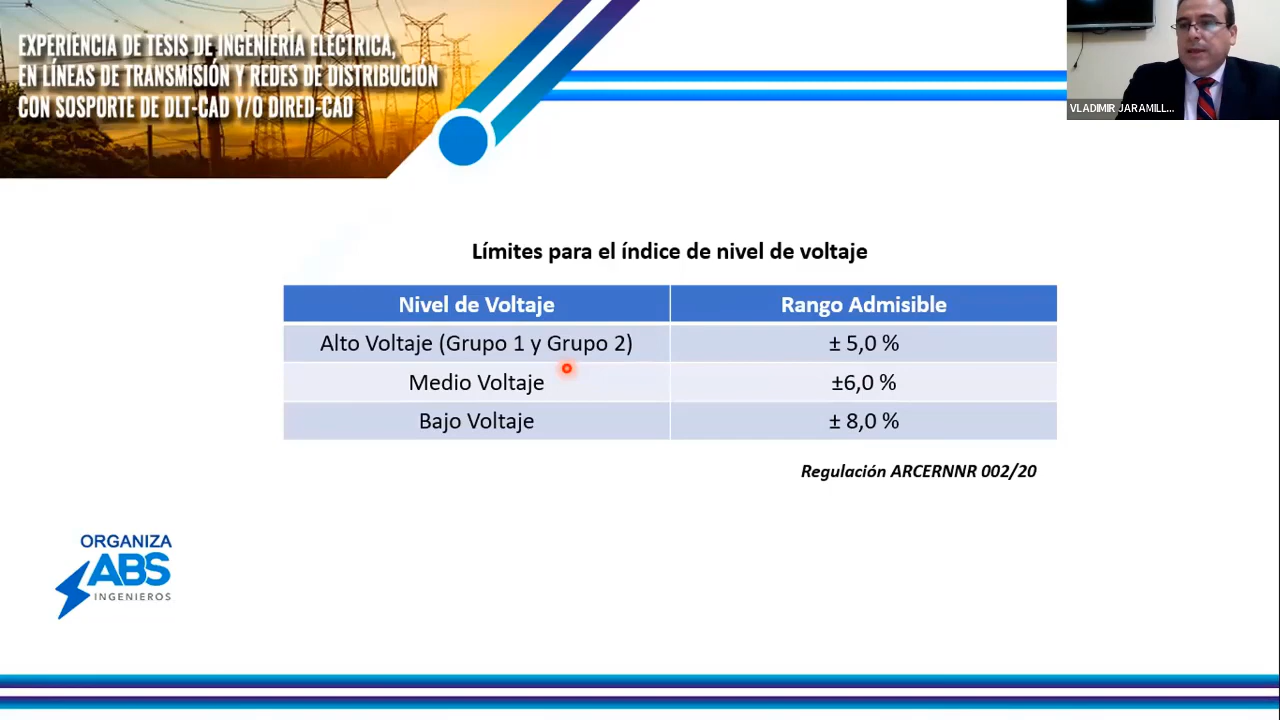 EXPERIENCIA DE TESIS DE INGENIERÍA ELÉCTRICA,
EN LÍNEAS DE TRANSMISIÓN Y REDES DE DISTRIBUCIÓN
CON SOSPORTE DE DLT-CAD Y/O DIRED-CAD
VLADIMIR JARAMILL...
Límites para el índice de nivel de voltaje
Nivel de Voltaje Rango Admisible
Alto Voltaje (Grupo 1 y Grupo 2) ± 5,0 %
Medio Voltaje ±6,0 %
Bajo Voltaje ± 8,0 %
Regulación ARCERNNR 002/20
ORGANIZA
ABS
INGENIEROS